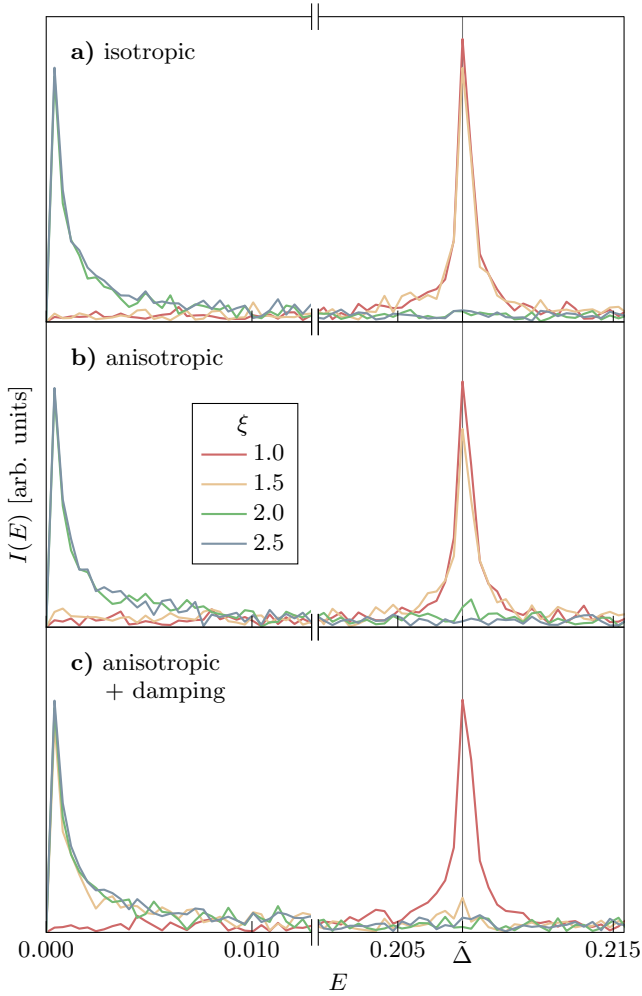 a) isotropic
b) anisotropic
ξ
1.0
1.5
2.0
2.5
I(E) [arb. units]
c) anisotropic
+ damping
0.000
0.010
0.205
Δ̃
0.215
E